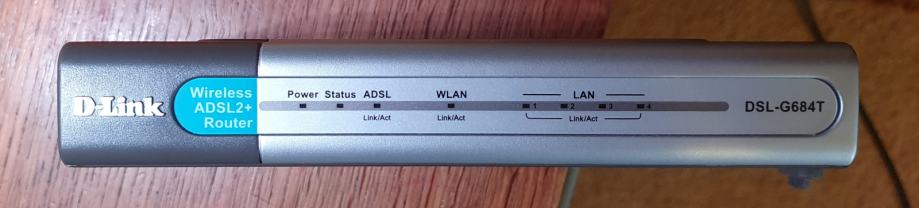 D-Link
Wireless
ADSL2+
Router
Power Status ADSL WLAN LAN
1 2 3 4
Link/Act Link/Act Link/Act
DSL-G684T